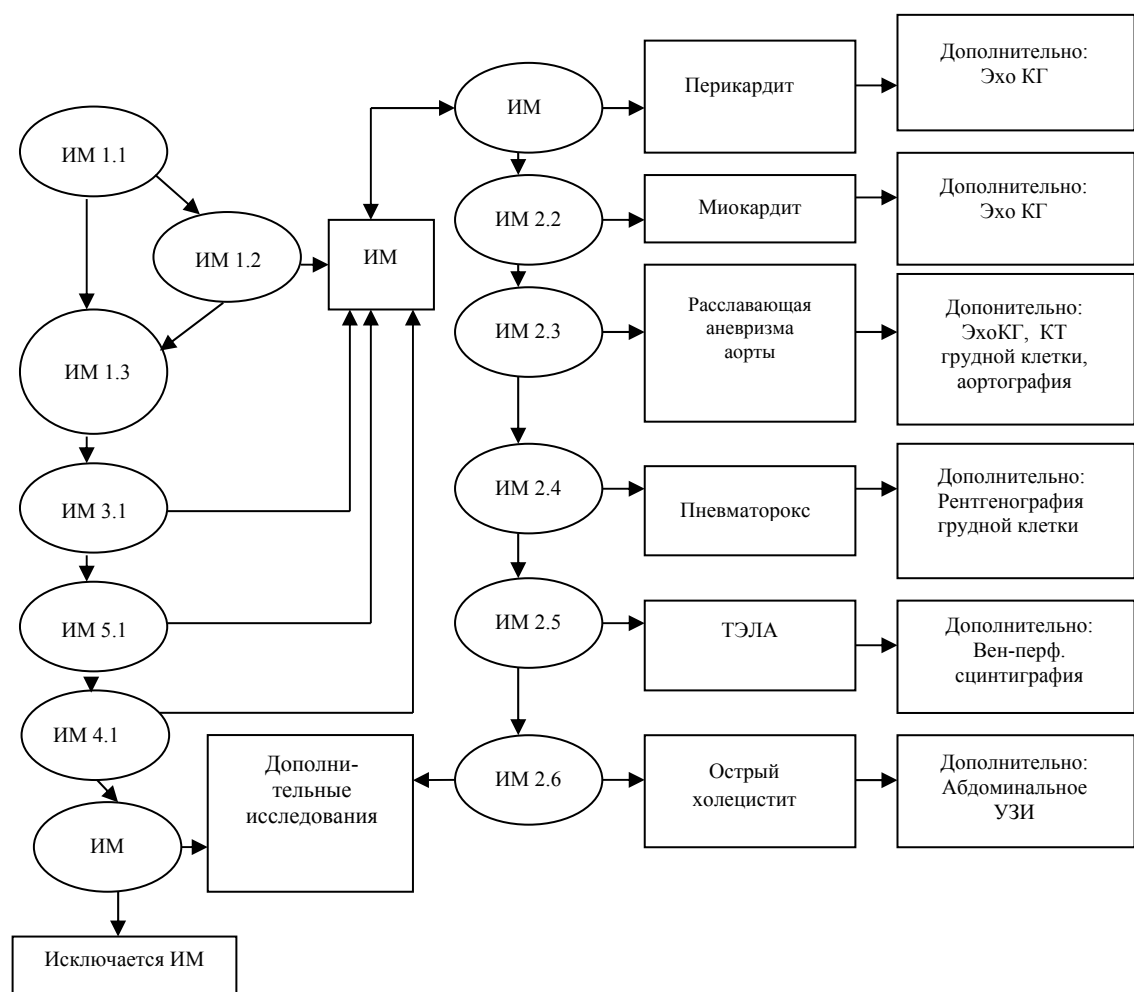 ИМ 1.1
ИМ 1.2
ИМ 1.3
ИМ 3.1
ИМ 5.1
ИМ 4.1
ИМ
Исключается ИМ
Дополни-
тельные
исследования
ИМ
ИМ
Перикардит
Дополнительно:
Эхо КГ
ИМ 2.2
Миокардит
Дополнительно:
Эхо КГ
ИМ 2.3
Расславающая
аневризма
аорты
Допонительно:
ЭхоКГ, КТ
грудной клетки,
аортография
ИМ 2.4
Пневматорокс
Дополнительно:
Рентгенография
грудной клетки
ИМ 2.5
ТЭЛА
Дополнительно:
Вен-перф.
сцинтиграфия
ИМ 2.6
Острый
холецистит
Дополнительно:
Абдоминальное
УЗИ